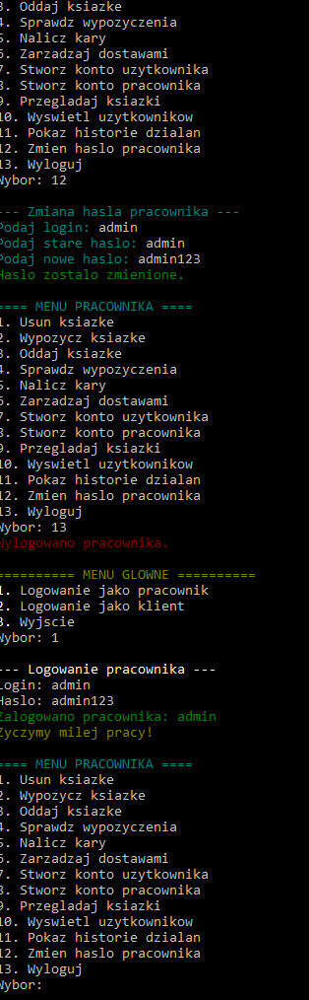 3. Oddaj ksiazke
4. Sprawdz wypozyczenia
5. Nalicz kary
6. Zarzadzaj dostawami
7. Stworz konto uzytkownika
8. Stworz konto pracownika
9. Przegladaj ksiazki
10. Wyswietl uzytkownikow
11. Pokaz historie dzialan
12. Zmien haslo pracownika
13. Wyloguj
Wybor: 12
--- Zmiana hasla pracownika ---
Podaj login: admin
Podaj stare haslo: admin
Podaj nowe haslo: admin123
Haslo zostalo zmienione.
==== MENU PRACOWNIKA ====
1. Usun ksiazke
2. Wypozycz ksiazke
3. Oddaj ksiazke
4. Sprawdz wypozyczenia
5. Nalicz kary
6. Zarzadzaj dostawami
7. Stworz konto uzytkownika
8. Stworz konto pracownika
9. Przegladaj ksiazki
10. Wyswietl uzytkownikow
11. Pokaz historie dzialan
12. Zmien haslo pracownika
13. Wyloguj
Wybor: 13
Wylogowano pracownika.
========== MENU GLOWNE ==========
1. Logowanie jako pracownik
2. Logowanie jako klient
3. Wyjscie
Wybor: 1
--- Logowanie pracownika ---
Login: admin
Haslo: admin123
Zalogowano pracownika: admin
Zyczymy milej pracy!
==== MENU PRACOWNIKA ====
1. Usun ksiazke
2. Wypozycz ksiazke
3. Oddaj ksiazke
4. Sprawdz wypozyczenia
5. Nalicz kary
6. Zarzadzaj dostawami
7. Stworz konto uzytkownika
8. Stworz konto pracownika
9. Przegladaj ksiazki
10. Wyswietl uzytkownikow
11. Pokaz historie dzialan
12. Zmien haslo pracownika
13. Wyloguj
Wybor: